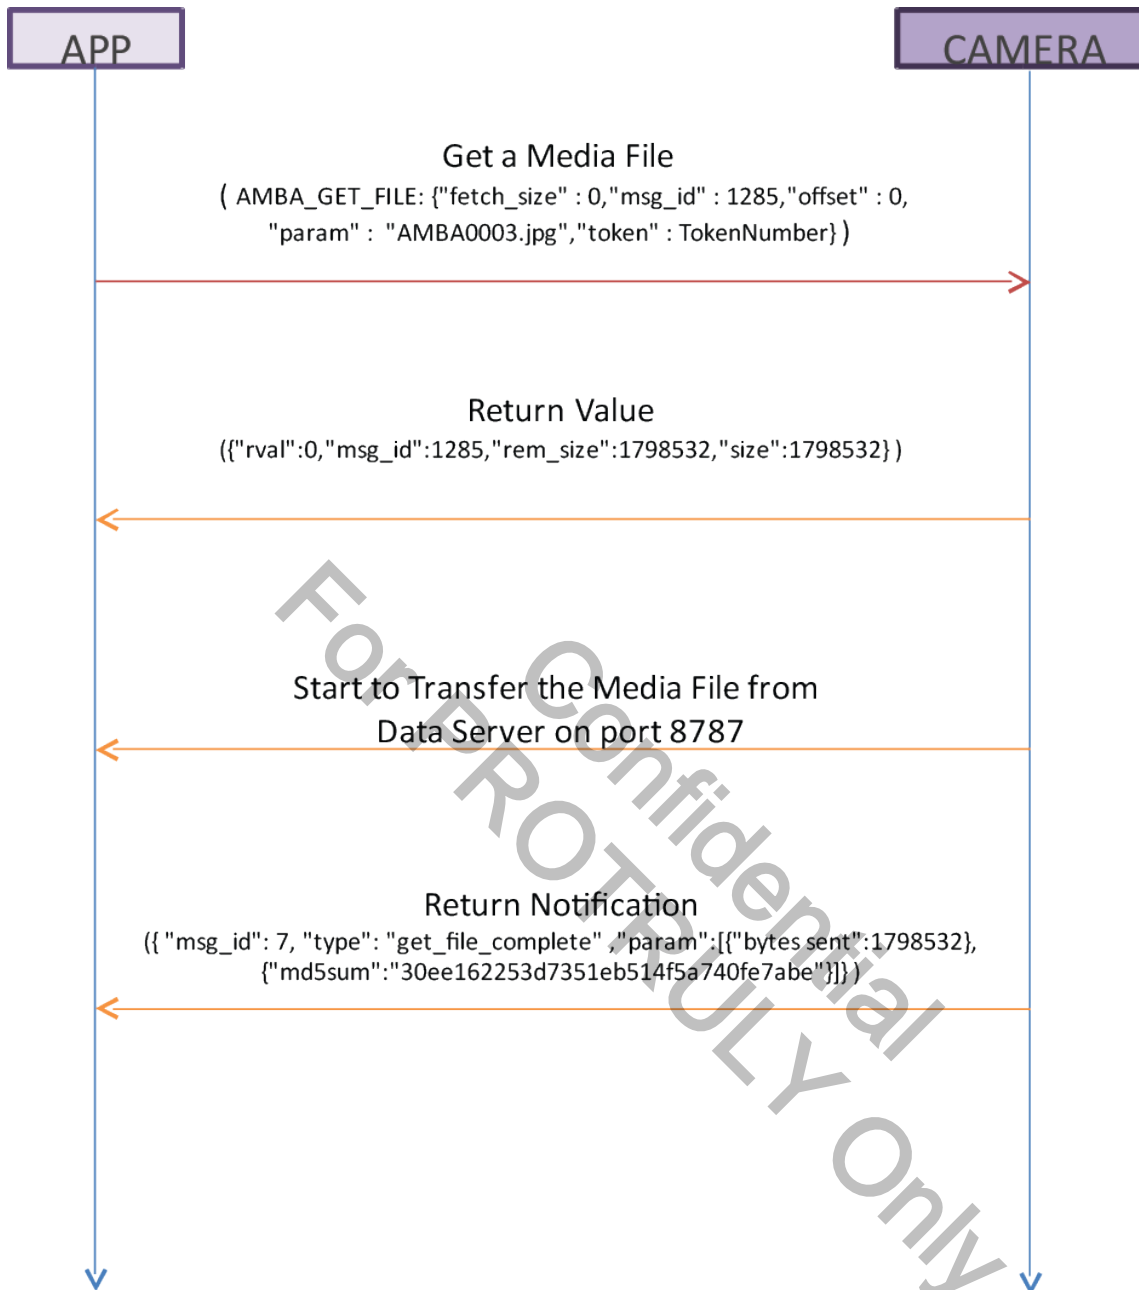 APP
CAMERA
Get a Media File
( AMBA_GET_FILE: {"fetch_size" : 0,"msg_id" : 1285,"offset" : 0,
"param" : "AMBA0003.jpg","token" : TokenNumber} )
Return Value
({"rval":0,"msg_id":1285,"rem_size":1798532,"size":1798532} )
Start to Transfer the Media File from
Data Server on port 8787
Return Notification
({ "msg_id": 7, "type": "get_file_complete" ,"param":[{"bytes sent":1798532},
{"md5sum":"30ee162253d7351eb514f5a740fe7abe"}]} )
Confidential
For PROTRULY Only